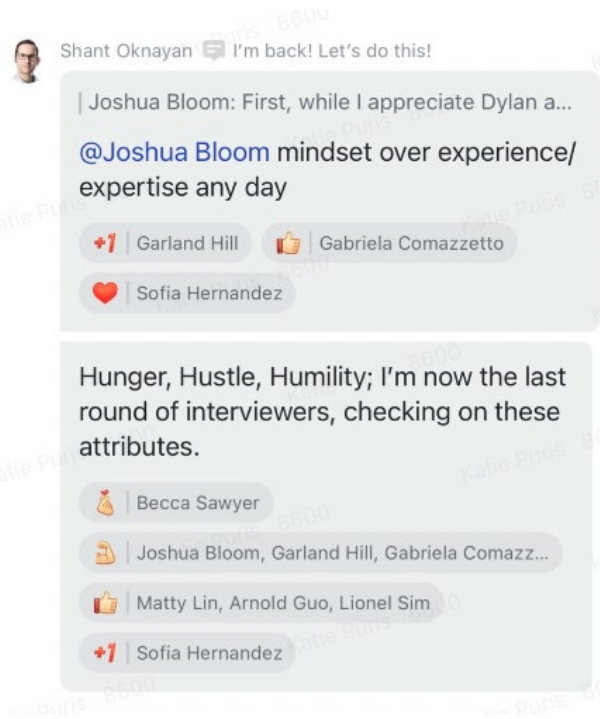 Shant Oknayan I'm back! Let's do this!
Joshua Bloom: First, while I appreciate Dylan a...
@Joshua Bloom mindset over experience/
expertise any day
+1 Garland Hill Gabriela Comazzetto
Sofia Hernandez
Hunger, Hustle, Humility; I'm now the last
round of interviewers, checking on these
attributes.
Becca Sawyer
Joshua Bloom, Garland Hill, Gabriela Comazz...
Matty Lin, Arnold Guo, Lionel Sim
+1 Sofia Hernandez
Katie Puris 8600